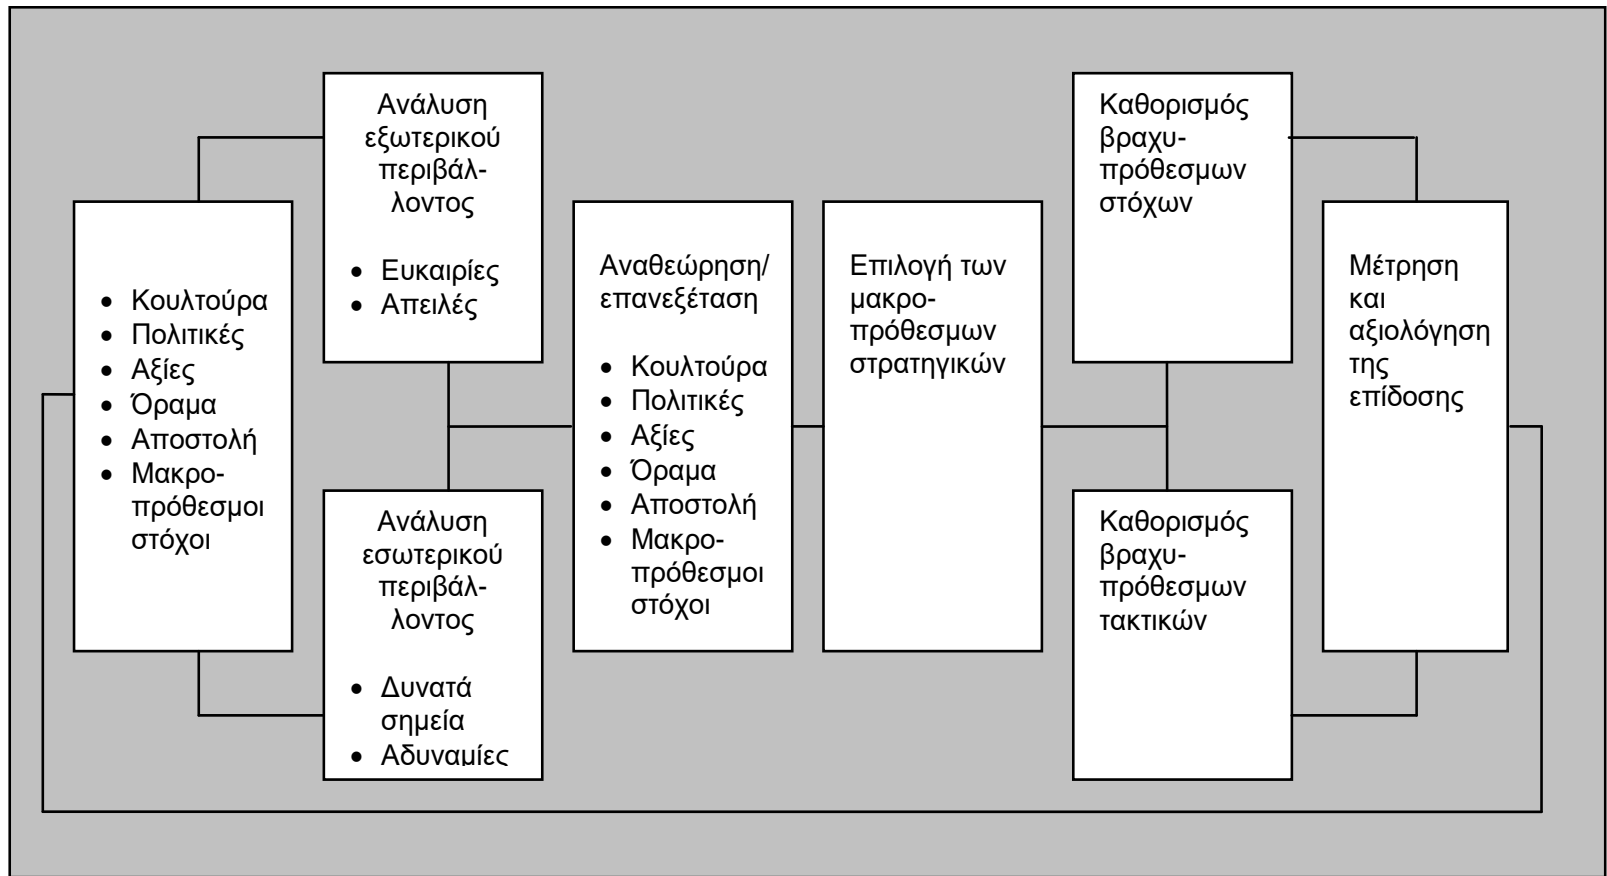 • Κουλτούρα
• Πολιτικές
• Αξίες
• Όραμα
• Αποστολή
• Μακρο-
πρόθεσμοι
στόχοι
Ανάλυση
εξωτερικού
περιβάλ-
λοντος
• Ευκαιρίες
• Απειλές
Ανάλυση
εσωτερικού
περιβάλ-
λοντος
• Δυνατά
σημεία
• Αδυναμίες
Αναθεώρηση/
επανεξέταση
• Κουλτούρα
• Πολιτικές
• Αξίες
• Όραμα
• Αποστολή
• Μακρο-
πρόθεσμοι
στόχοι
Επιλογή των
μακρο-
πρόθεσμων
στρατηγικών
Καθορισμός
βραχυ-
πρόθεσμων
στόχων
Καθορισμός
βραχυ-
πρόθεσμων
τακτικών
Μέτρηση
και
αξιολόγηση
της
επίδοσης